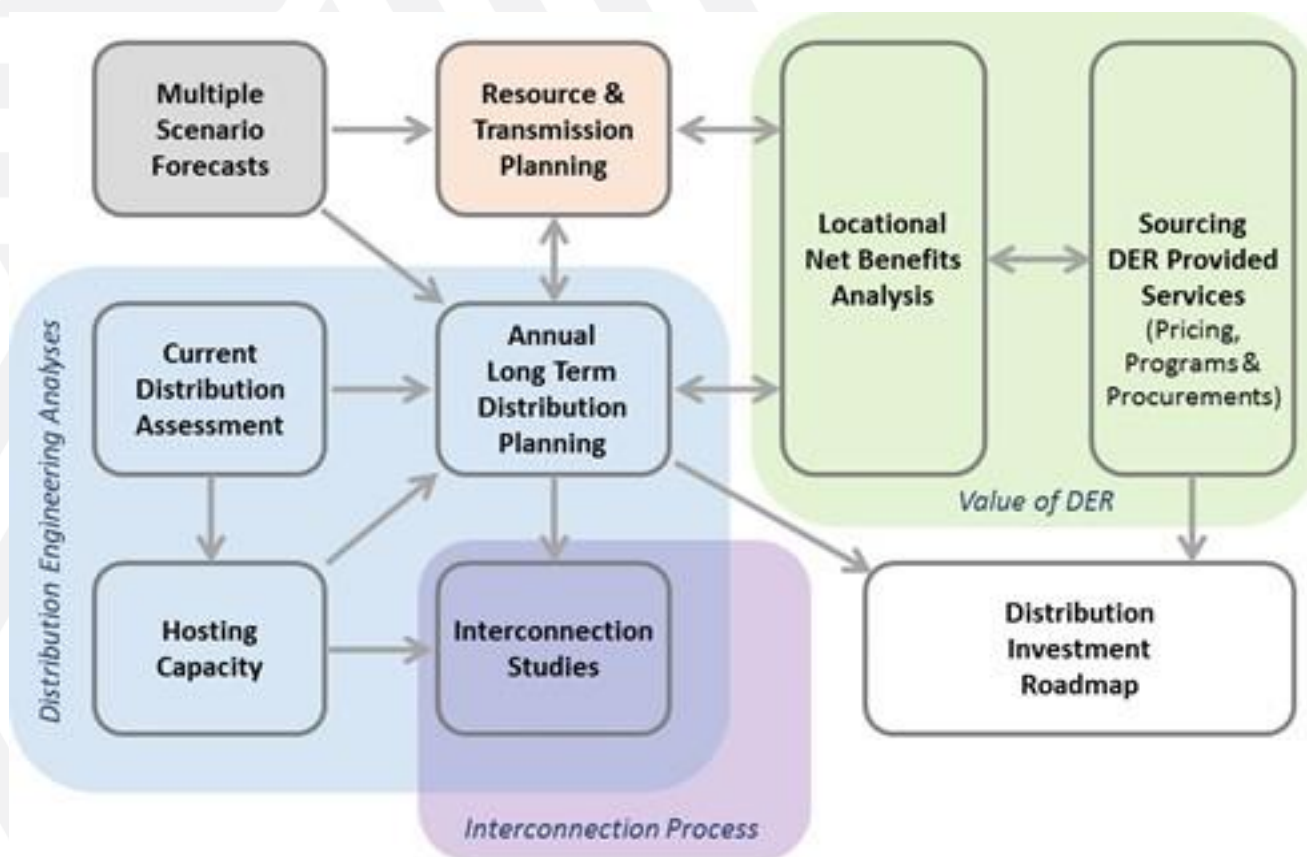 Multiple
Scenario
Forecasts
Resource &
Transmission
Planning
Locational
Net Benefits
Analysis
Sourcing
DER Provided
Services
(Pricing,
Programs &
Procurements)
Value of DER
Distribution Engineering Analyses
Current
Distribution
Assessment
Annual
Long Term
Distribution
Planning
Hosting
Capacity
Interconnection
Studies
Interconnection Process
Distribution
Investment
Roadmap